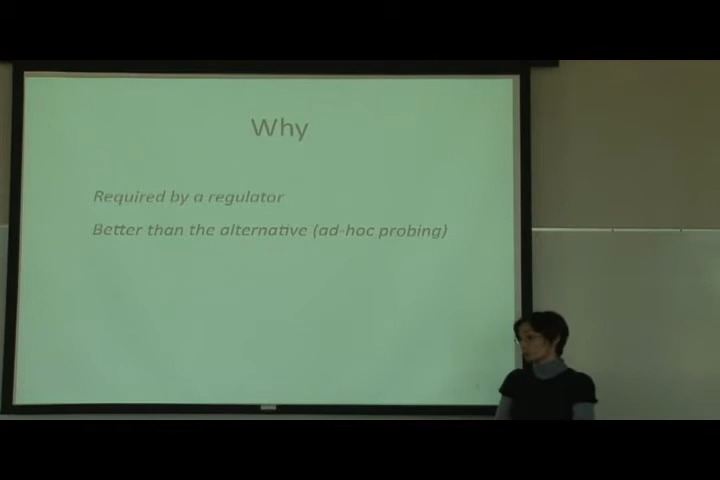 Why
Required by a regulator
Better than the alternative (ad-hoc probing)